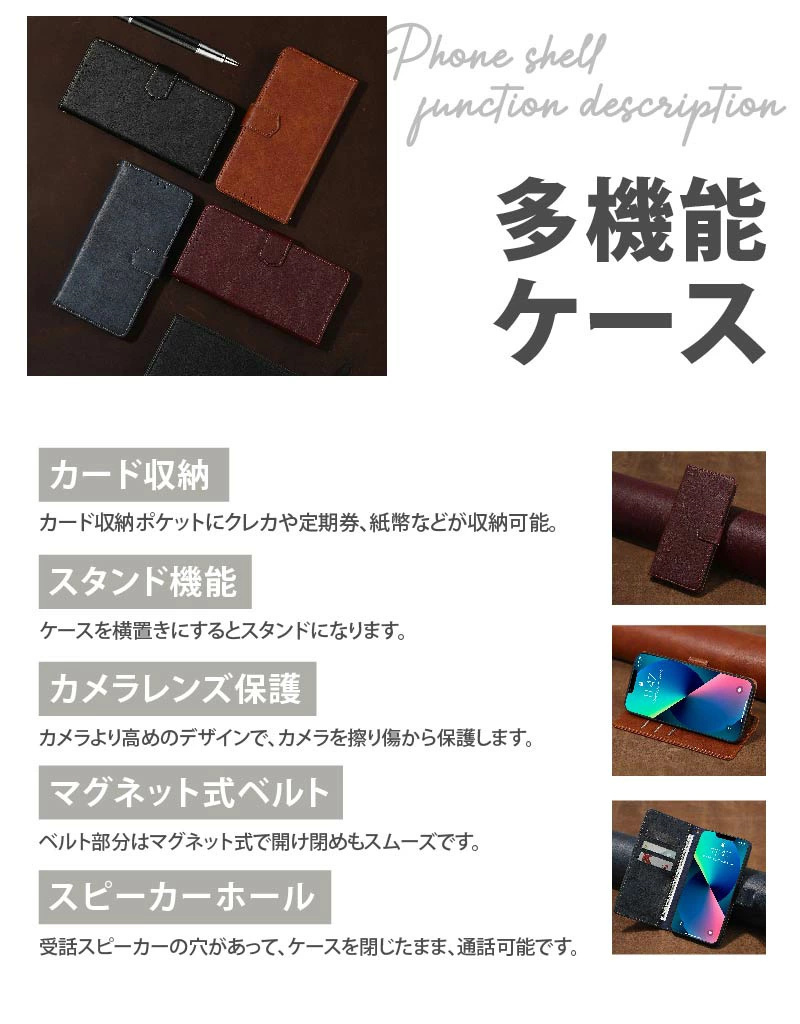 Phone shell
function description
多機能
ケース
カード収納
カード収納ポケットにクレカや定期券、紙幣などが収納可能。
スタンド機能
ケースを横置きにするとスタンドになります。
カメラレンズ保護
カメラより高めのデザインで、カメラを擦り傷から保護します。
マグネット式ベルト
ベルト部分はマグネット式で開け閉めもスムーズです。
スピーカーホール
受話スピーカーの穴があって、ケースを閉じたまま、通話可能です。